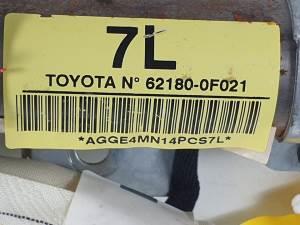 7L
TOYOTA N° 62180-0F021
*AGGE4MN14PCS7L*